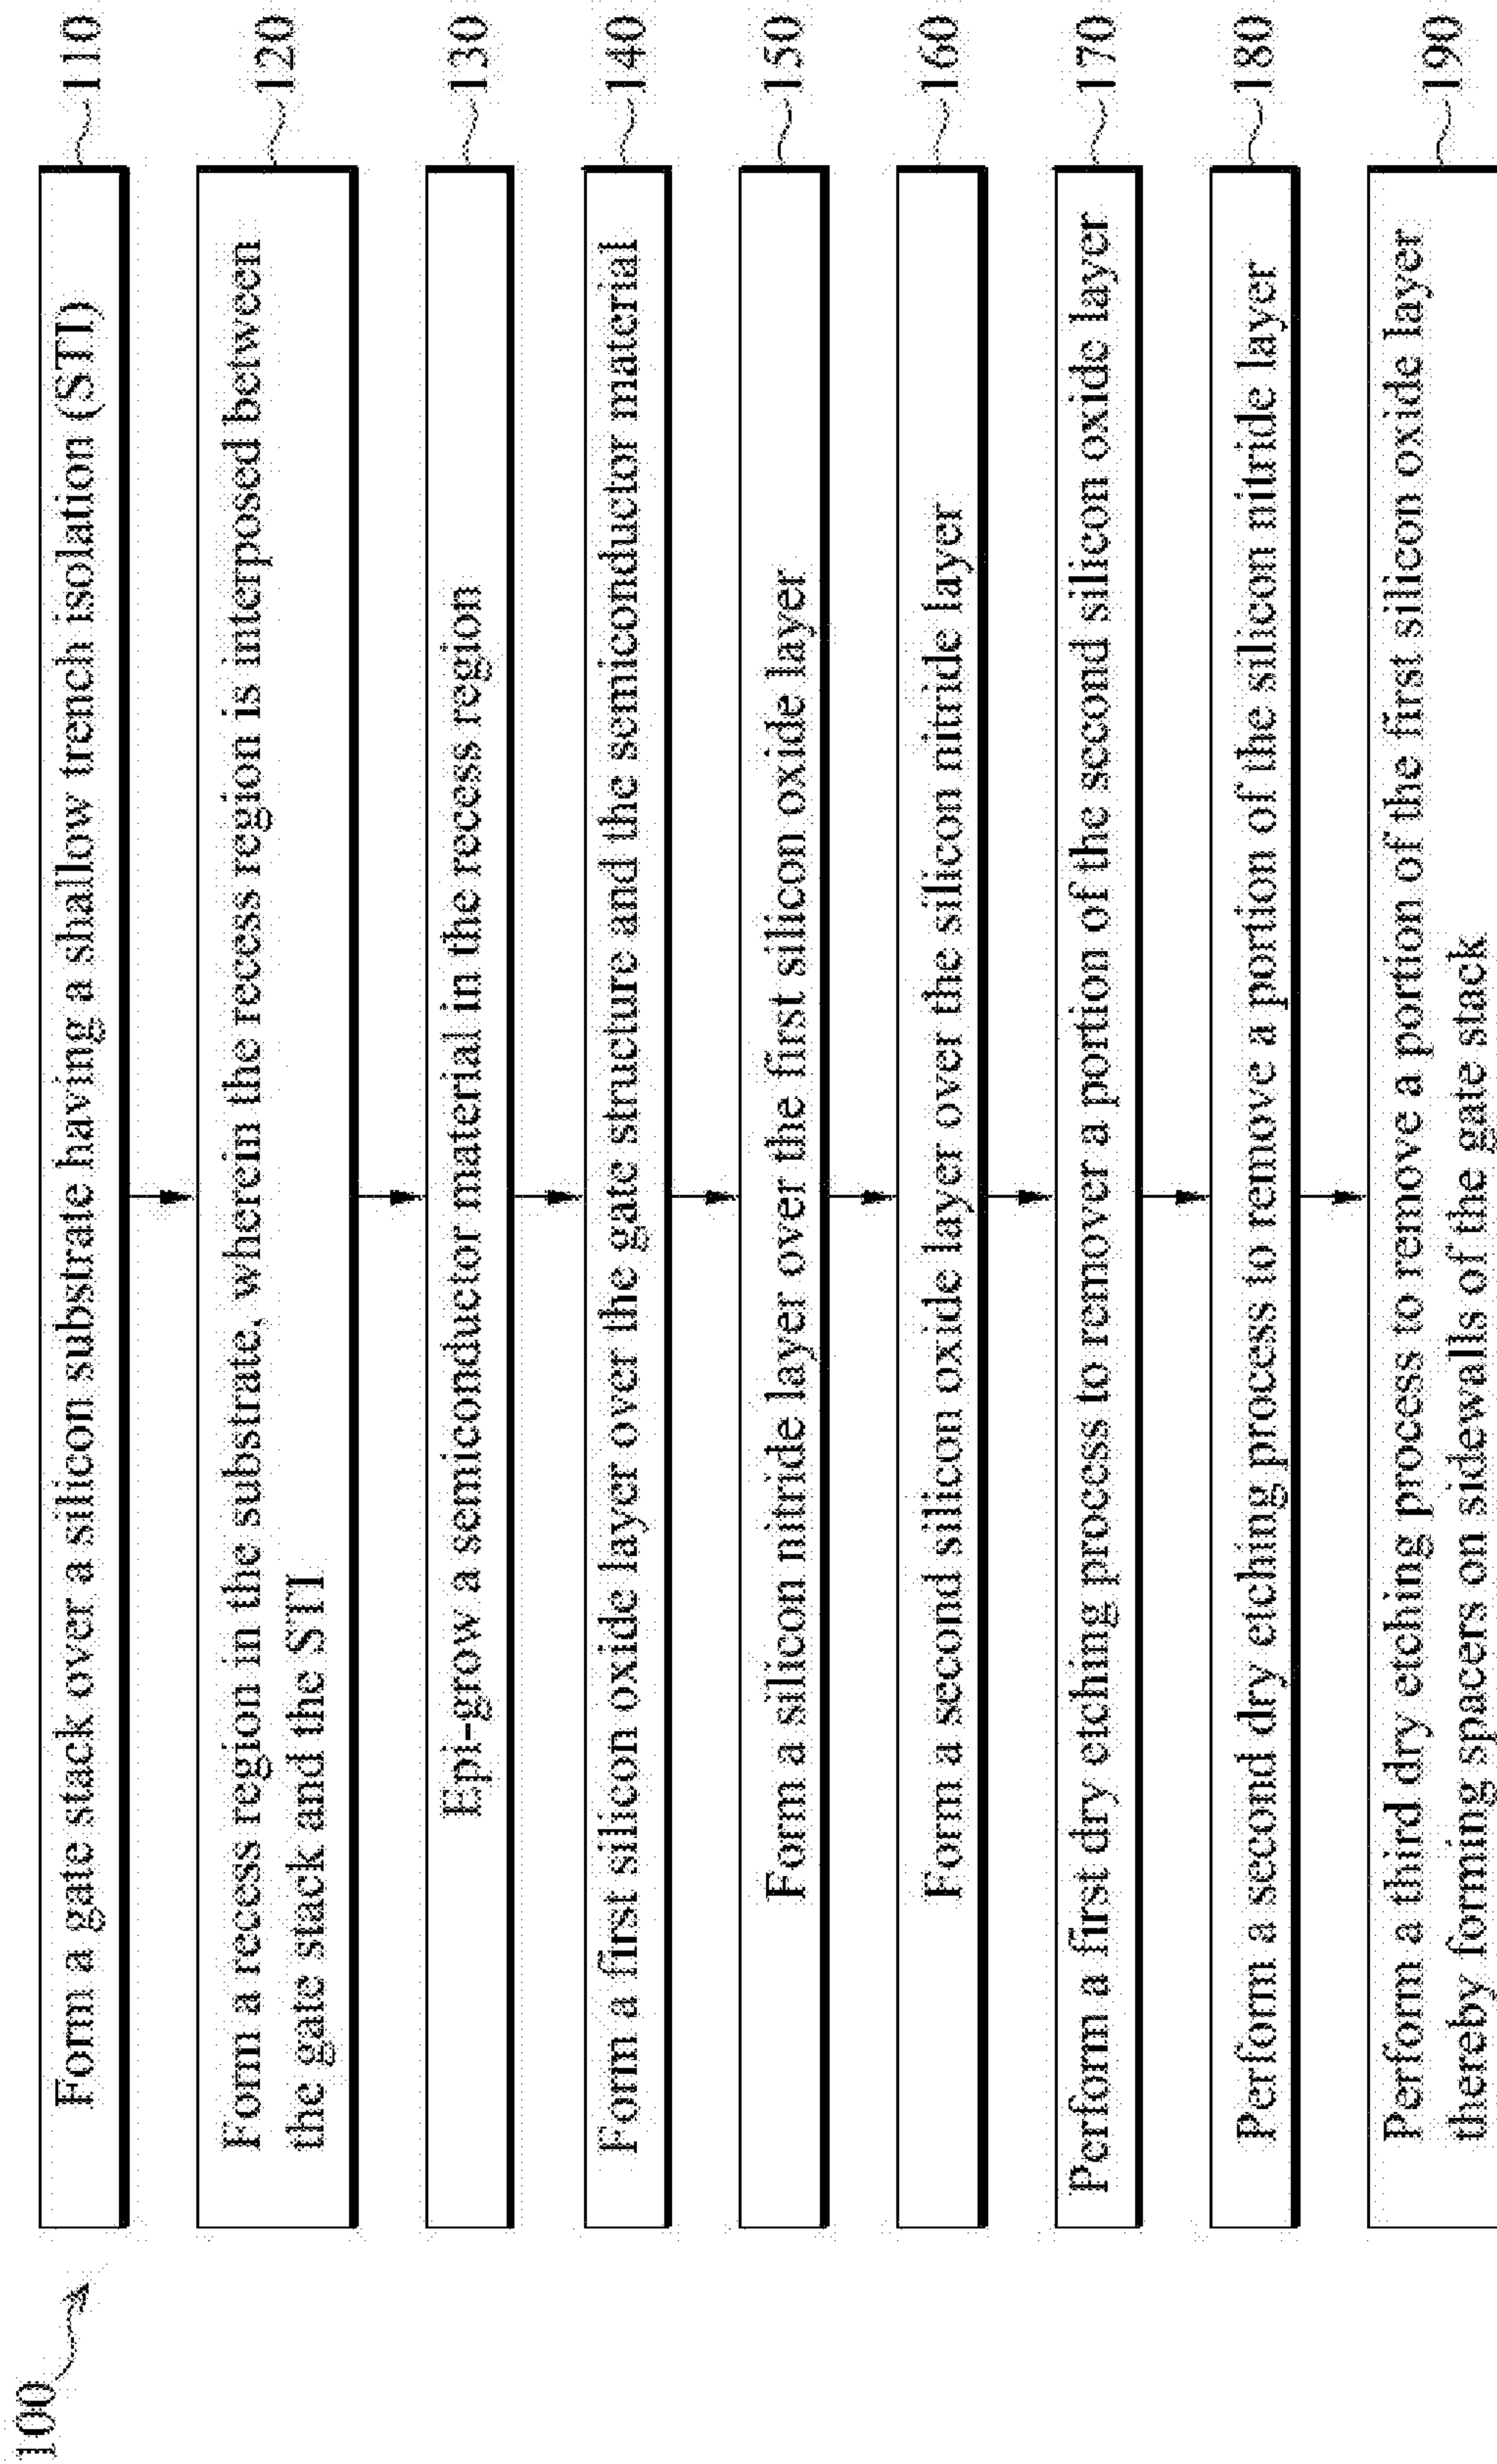 100
Form a gate stack over a silicon substrate having a shallow trench isolation (STI)
110
Form a recess region in the substrate, wherein the recess region is interposed between
the gate stack and the STI
120
Epi-grow a semiconductor material in the recess region
130
Form a first silicon oxide layer over the gate structure and the semiconductor material
140
Form a silicon nitride layer over the first silicon oxide layer
150
Form a second silicon oxide layer over the silicon nitride layer
160
Perform a first dry etching process to remover a portion of the second silicon oxide layer
170
Perform a second dry etching process to remove a portion of the silicon nitride layer
180
Perform a third dry etching process to remove a portion of the first silicon oxide layer
thereby forming spacers on sidewalls of the gate stack
190